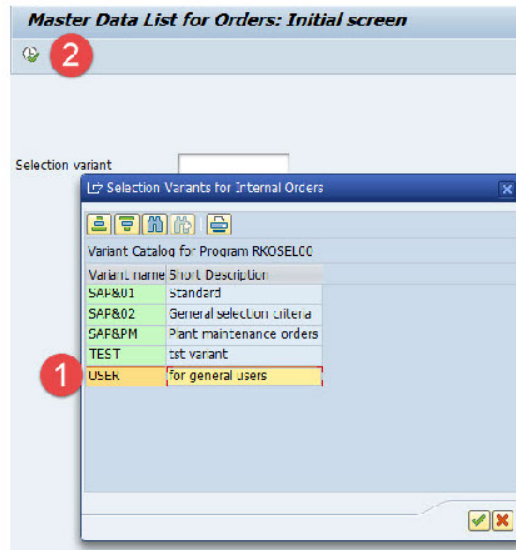 Master Data List for Orders: Initial screen
2
Selection variant
Selection Variants for Internal Orders
Variant Catalog for Program RKOSEL00
Variant name Short Description
SAP&01 Standard
SAP&02 General selection criteria
SAP&PM Plant maintenance orders
TEST tst variant
1 USER for general users